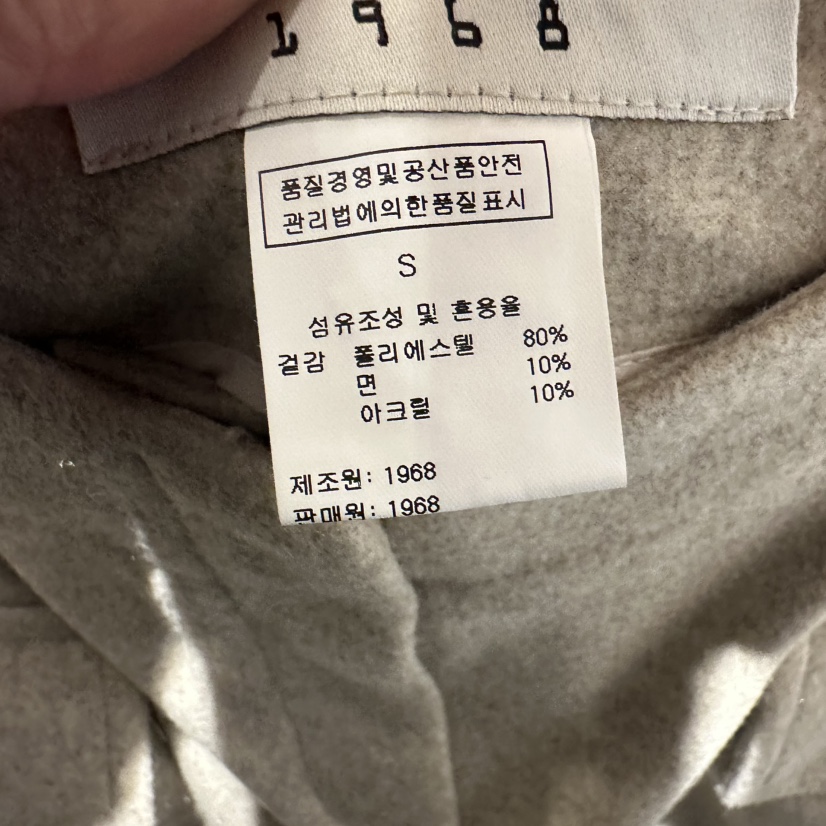 1968
품질경영및공산품안전
관리법에의한품질표시
S
섬유조성 및 혼용율
겉감 폴리에스텔 80%
면 10%
아크릴 10%
제조원: 1968
판매원: 1968